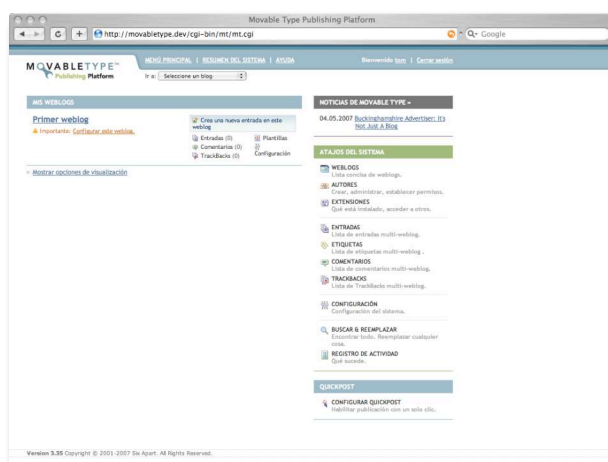 Movable Type Publishing Platform
http://movabletype.dev/cgi-bin/mt/mt.cgi
Google
MOVABLETYPE™
Publishing Platform
MENÚ PRINCIPAL | RESUMEN DEL SISTEMA | AYUDA
Bienvenido tom | Cerrar sesión
Ir a: Seleccione un blog
MIS WEBLOGS
Primer weblog
Importante: Configurar este weblog.
Crea una nueva entrada en este
weblog
Entradas (0)
Plantillas
Comentarios (0)
TrackBacks (0)
Configuración
Mostrar opciones de visualización
NOTICIAS DE MOVABLE TYPE »
04.05.2007 Buckinghamshire Advertiser: It's
Not Just A Blog
ATAJOS DEL SISTEMA
WEBLOGS
Lista concisa de weblogs.
AUTORES
Crear, administrar, establecer permisos.
EXTENSIONES
Qué está instalado, acceder a otros.
ENTRADAS
Lista de entradas multi-weblog.
ETIQUETAS
Lista de etiquetas multi-weblog .
COMENTARIOS
Lista de comentarios multi-weblog.
TRACKBACKS
Lista de TrackBacks multi-weblog.
CONFIGURACIÓN
Configuración del sistema.
BUSCAR & REEMPLAZAR
Encontrar todo. Reemplazar cualquier
cosa.
REGISTRO DE ACTIVIDAD
Qué sucede.
QUICKPOST
CONFIGURAR QUICKPOST
Habilitar publicación con un solo clic.
Version 3.35 Copyright © 2001-2007 Six Apart. All Rights Reserved.